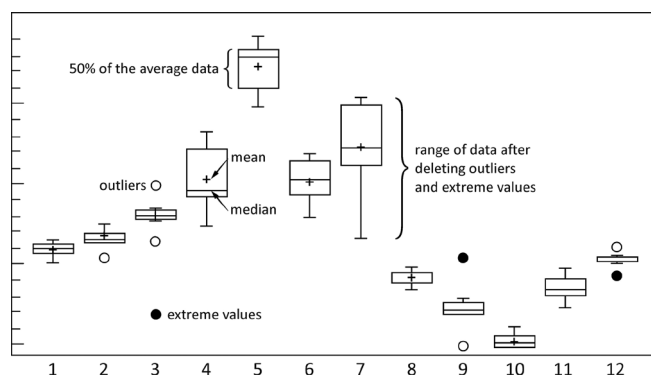 50% of the average data
mean
outliers
median
range of data after
deleting outliers
and extreme values
extreme values
1 2 3 4 5 6 7 8 9 10 11 12